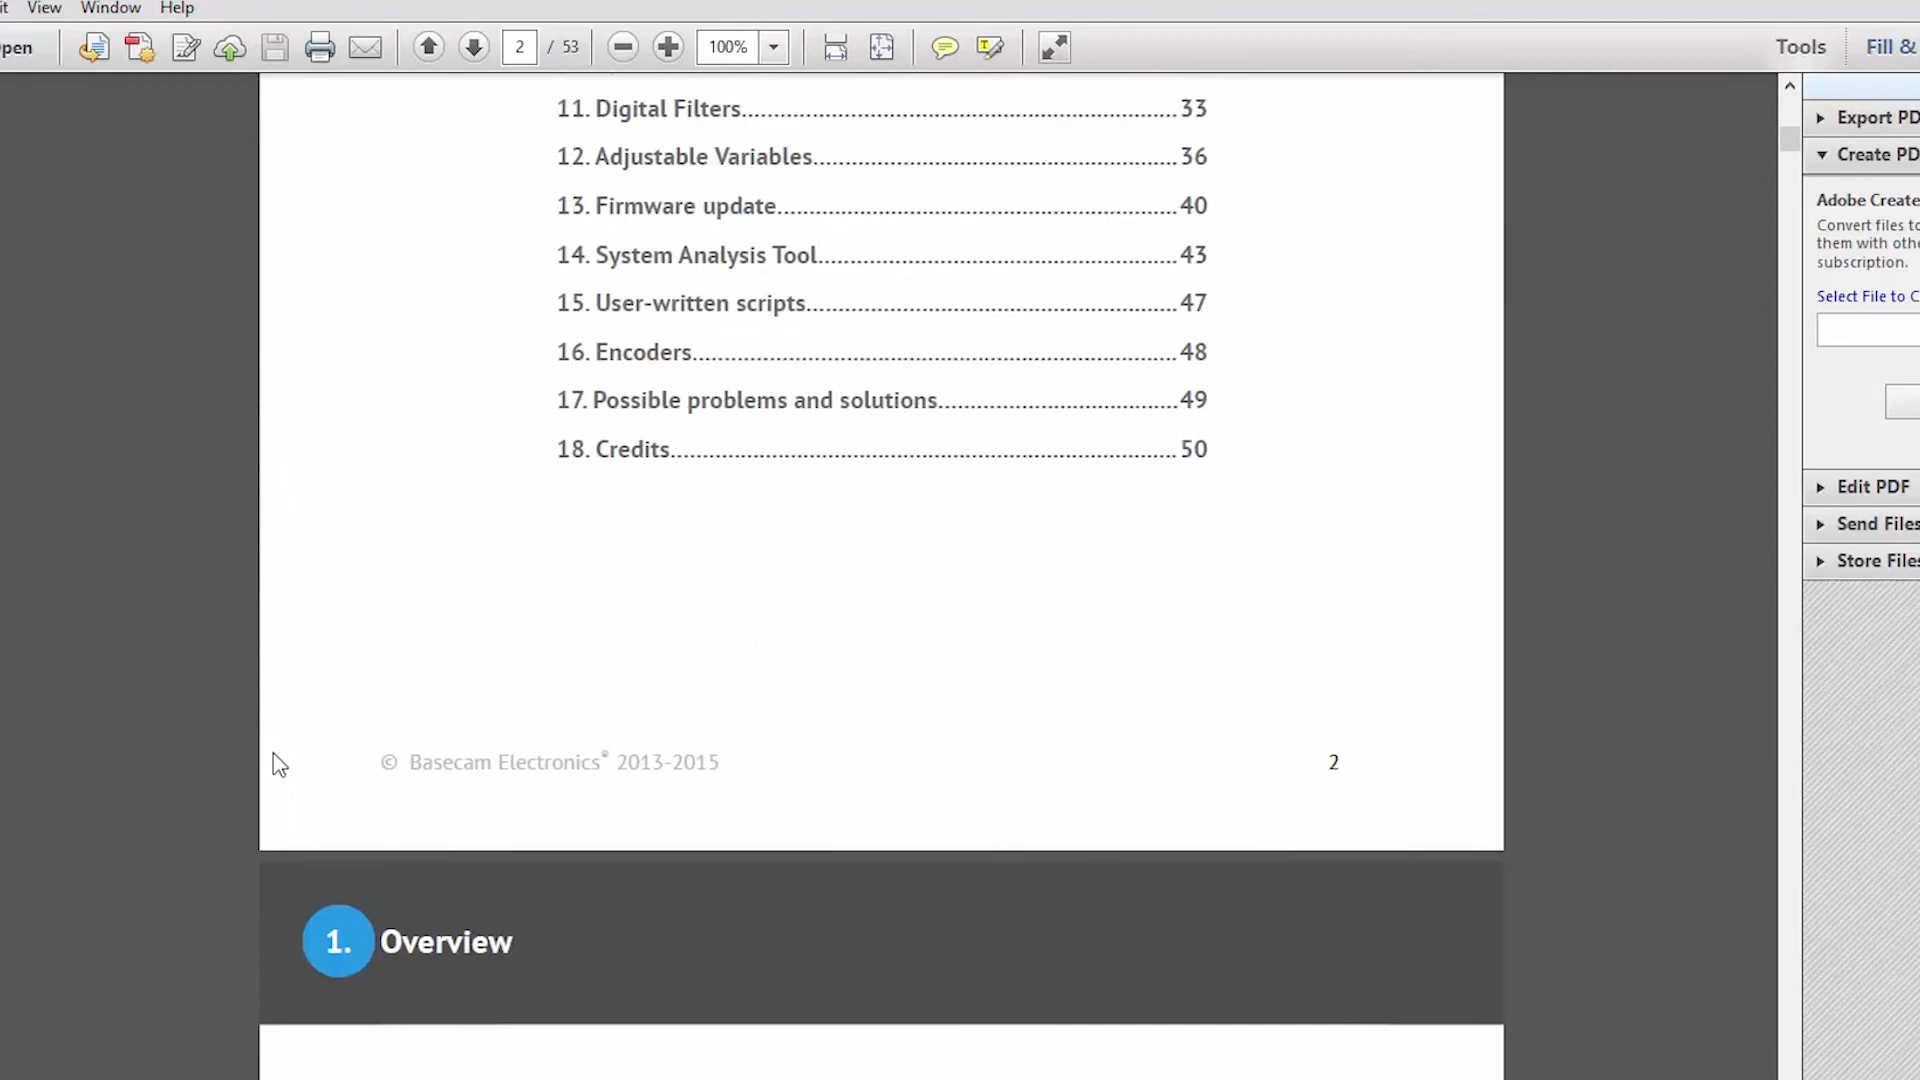 it View Window Help
pen 2 / 53 100% Tools Fill &
11. Digital Filters........................................................................33
12. Adjustable Variables............................................................36
13. Firmware update..................................................................40
14. System Analysis Tool...........................................................43
15. User-written scripts.............................................................47
16. Encoders................................................................................48
17. Possible problems and solutions........................................49
18. Credits...................................................................................50
© Basecam Electronics® 2013-2015 2
1. Overview
Export PD
Create PD
Adobe Create
Convert files to
them with othe
subscription.
Select File to C
Edit PDF
Send Files
Store Files